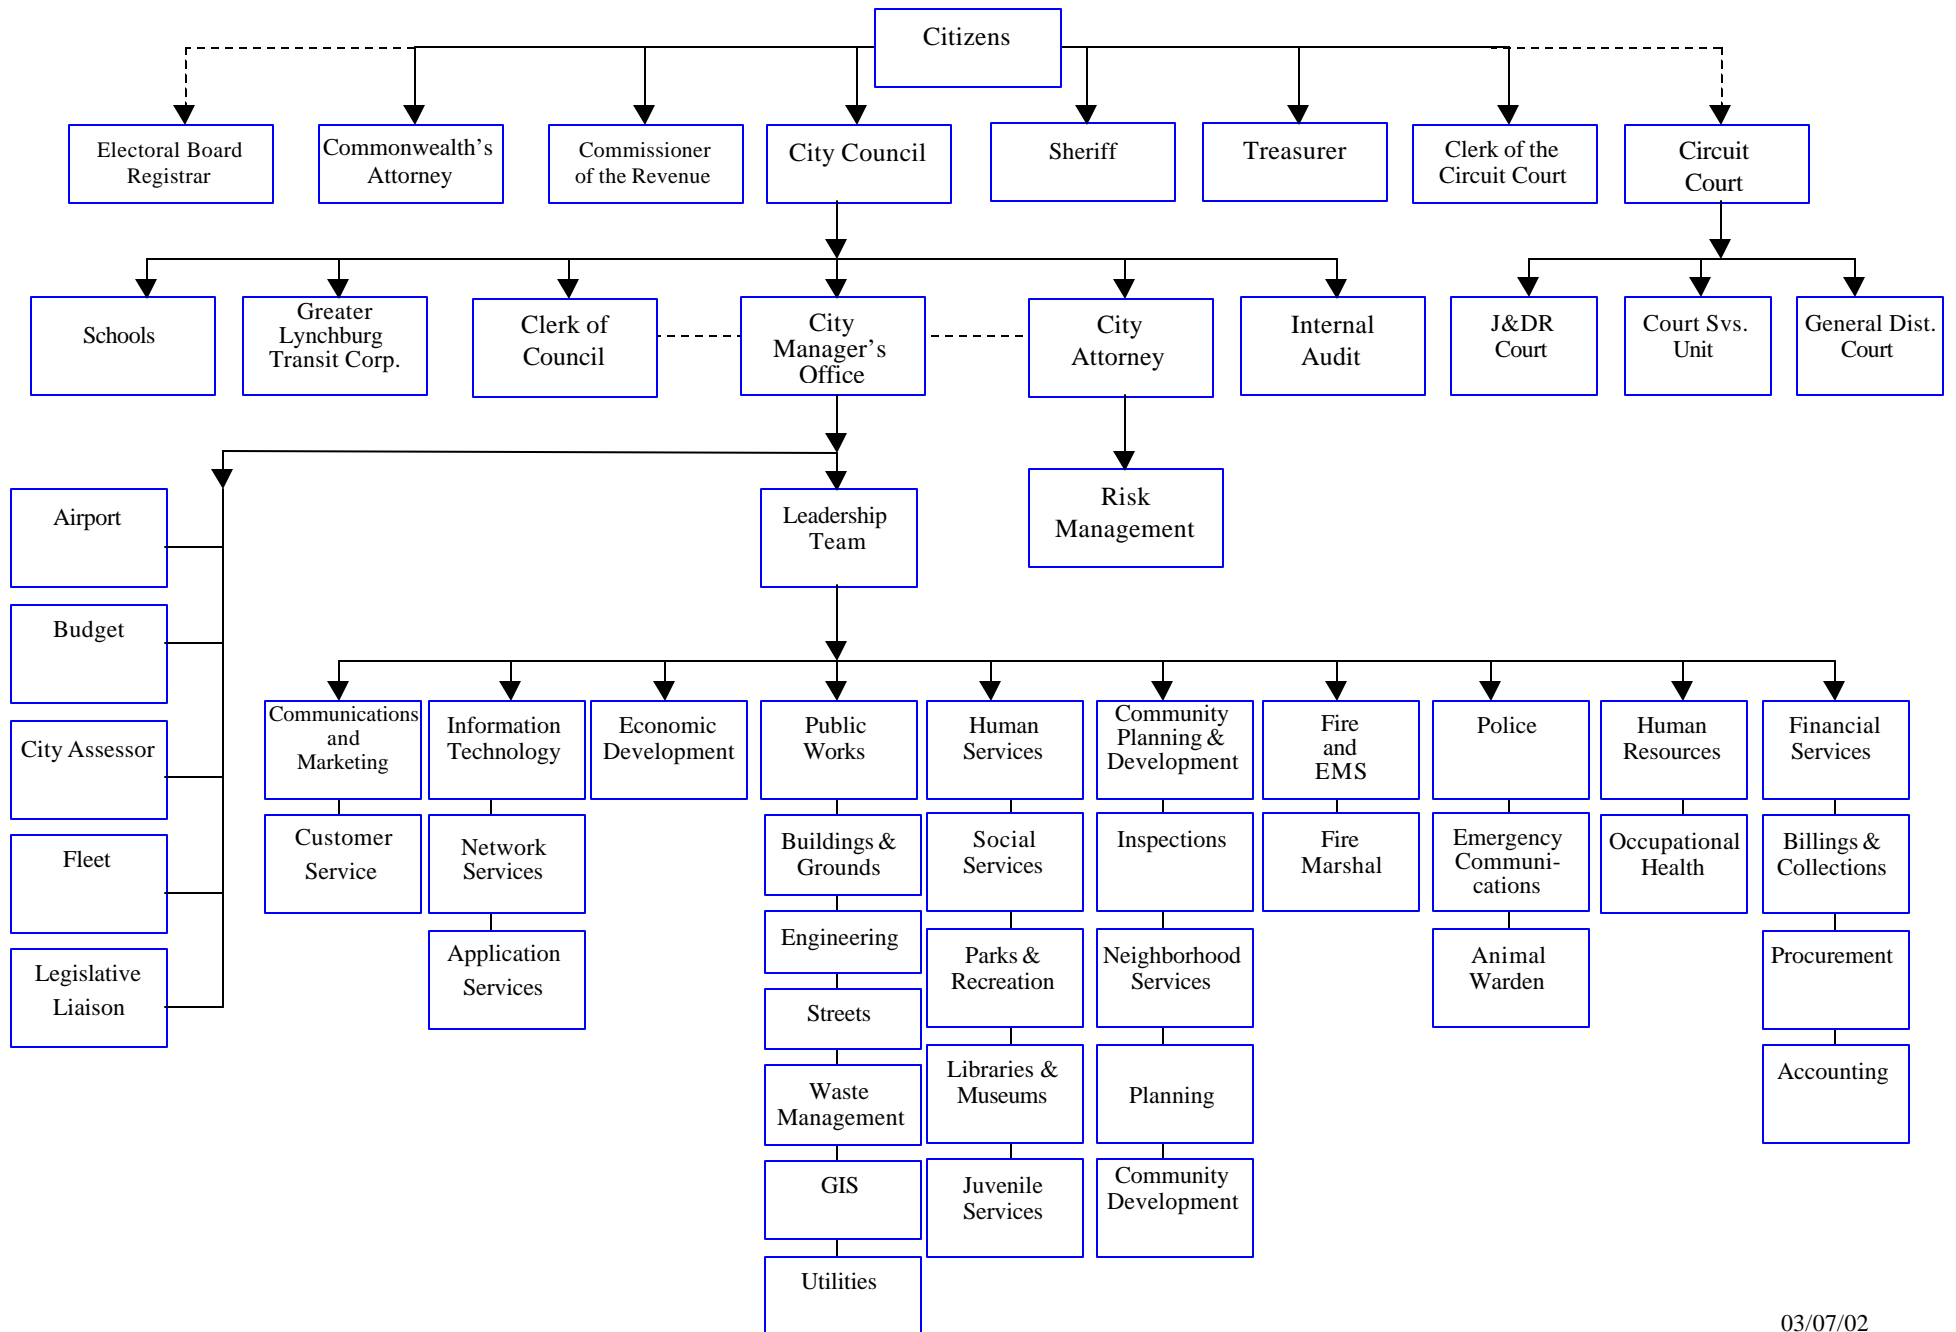 Citizens
Electoral Board
Registrar
Commonwealth's
Attorney
Commissioner
of the Revenue
City Council
Sheriff
Treasurer
Clerk of the
Circuit Court
Circuit
Court
Schools
Greater
Lynchburg
Transit Corp.
Clerk of
Council
City
Manager's
Office
City
Attorney
Internal
Audit
J&DR
Court
Court Svs.
Unit
General Dist.
Court
Airport
Budget
City Assessor
Fleet
Legislative
Liaison
Leadership
Team
Risk
Management
Communications
and
Marketing
Customer
Service
Information
Technology
Network
Services
Application
Services
Economic
Development
Public
Works
Buildings &
Grounds
Engineering
Streets
Waste
Management
GIS
Utilities
Human
Services
Social
Services
Parks &
Recreation
Libraries &
Museums
Juvenile
Services
Community
Planning &
Development
Inspections
Neighborhood
Services
Planning
Community
Development
Fire
and
EMS
Fire
Marshal
Police
Emergency
Communi-
cations
Animal
Warden
Human
Resources
Occupational
Health
Financial
Services
Billings &
Collections
Procurement
Accounting
03/07/02